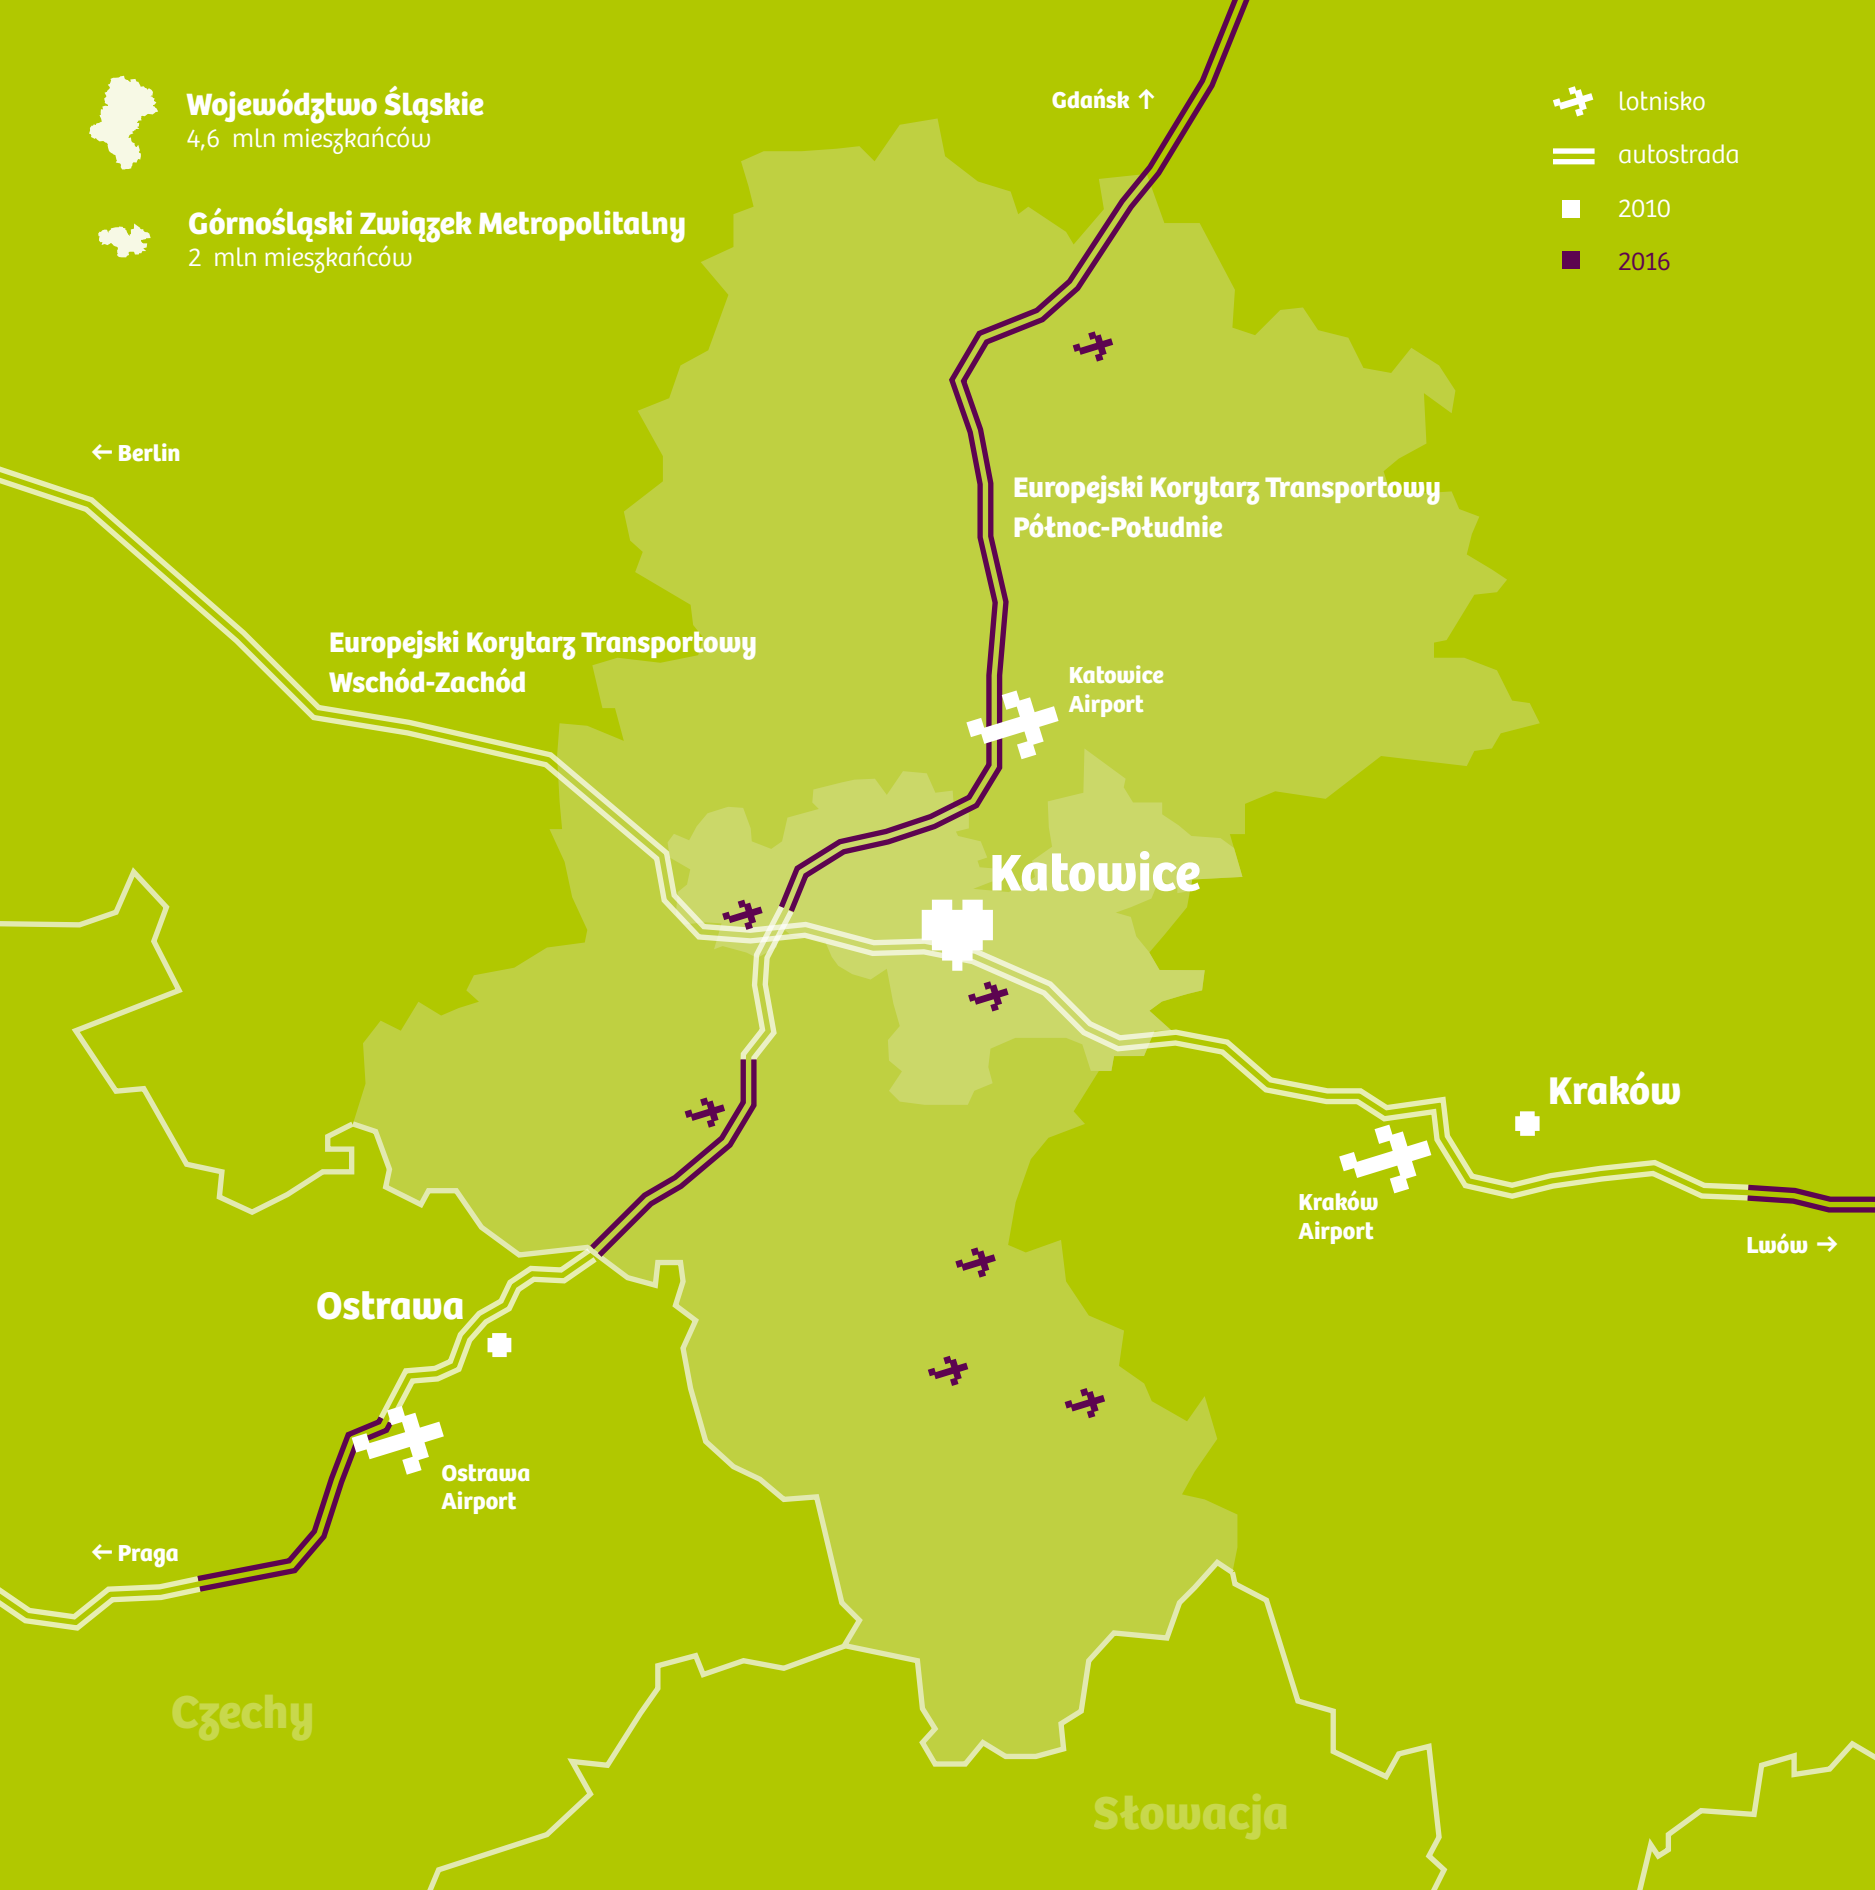 Województwo Śląskie
4,6 mln mieszkańców
Górnośląski Związek Metropolitalny
2 mln mieszkańców
Gdańsk ↑
lotnisko
autostrada
2010
2016
← Berlin
Europejski Korytarz Transportowy
Północ-Południe
Europejski Korytarz Transportowy
Wschód-Zachód
Katowice
Airport
Katowice
Kraków
Kraków
Airport
Lwów →
Ostrawa
Ostrawa
Airport
← Praga
Czechy
Słowacja